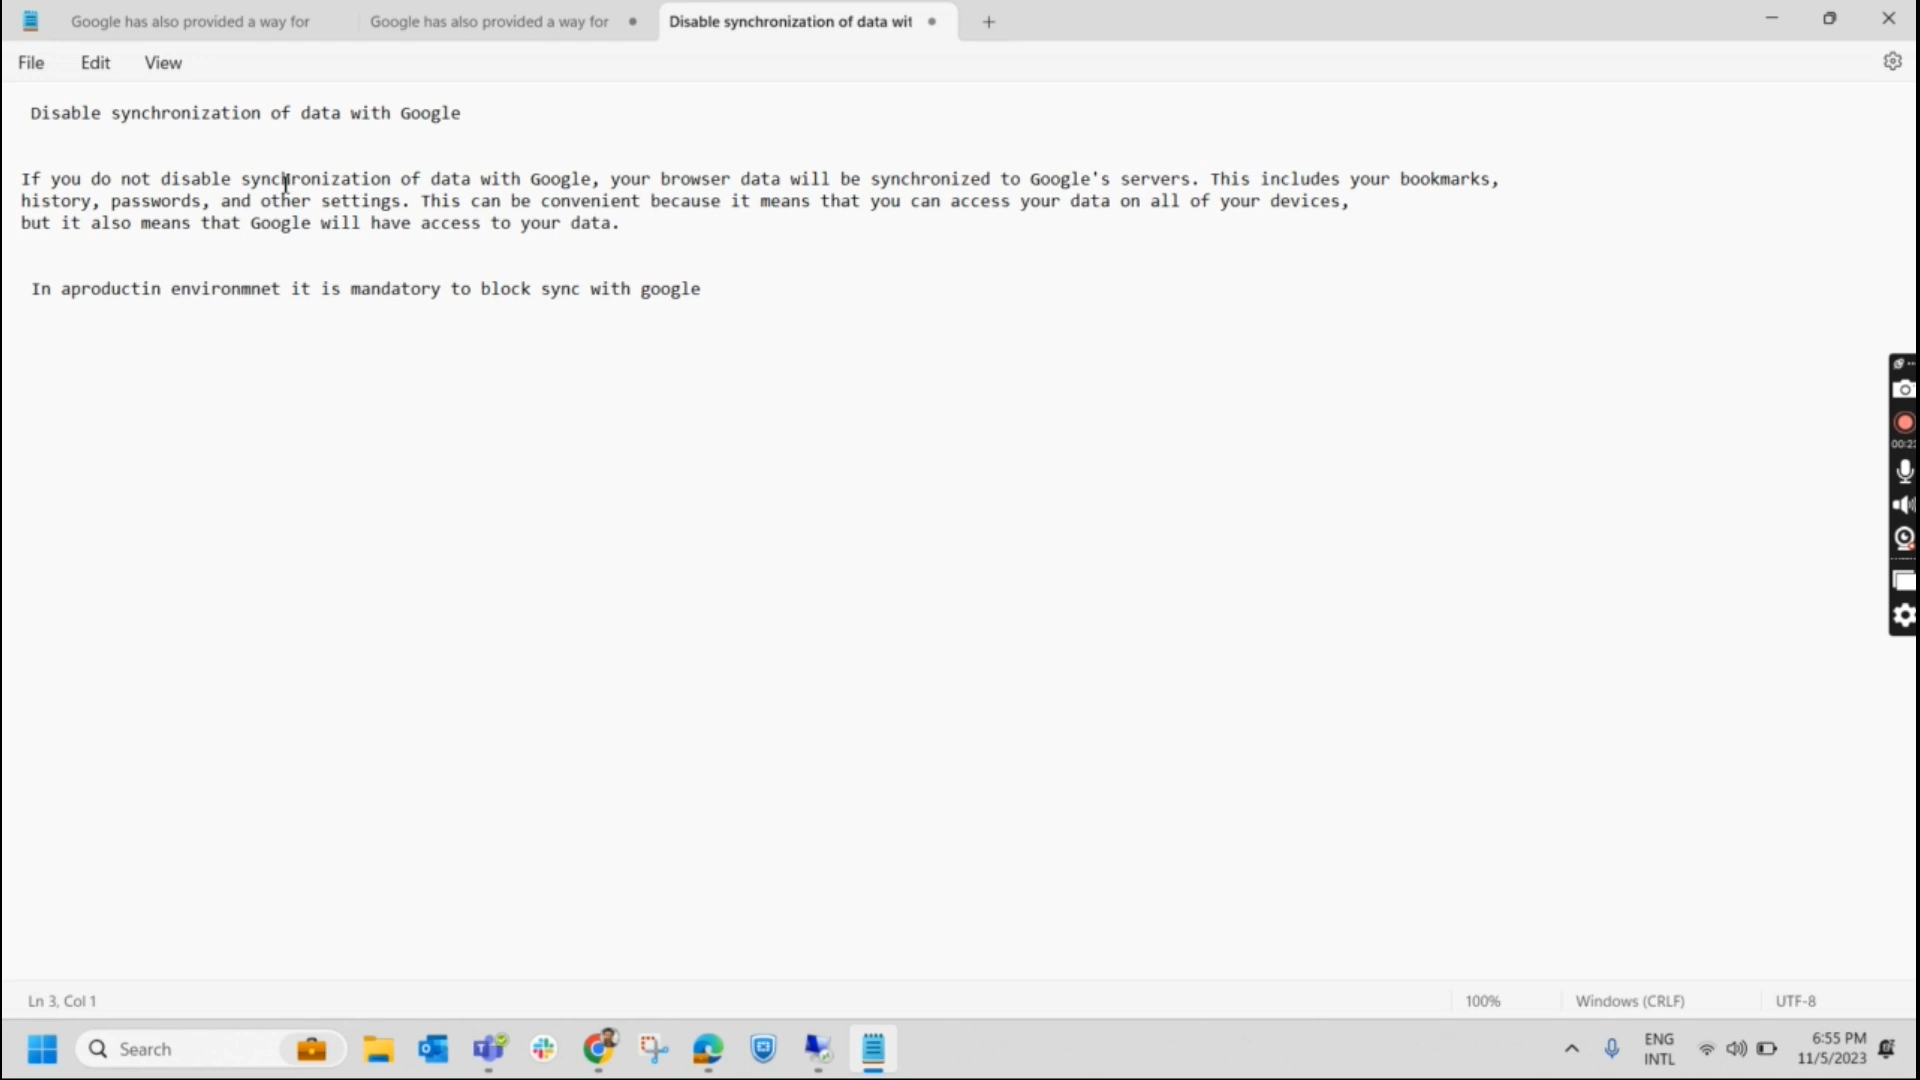 Google has also provided a way for
Google has also provided a way for
Disable synchronization of data wit
File Edit View
Disable synchronization of data with Google
If you do not disable synchronization of data with Google, your browser data will be synchronized to Google's servers. This includes your bookmarks,
history, passwords, and other settings. This can be convenient because it means that you can access your data on all of your devices,
but it also means that Google will have access to your data.
In aproductin environmnet it is mandatory to block sync with google
Ln 3, Col 1
100%
Windows (CRLF)
UTF-8
Search
ENG
INTL
6:55 PM
11/5/2023